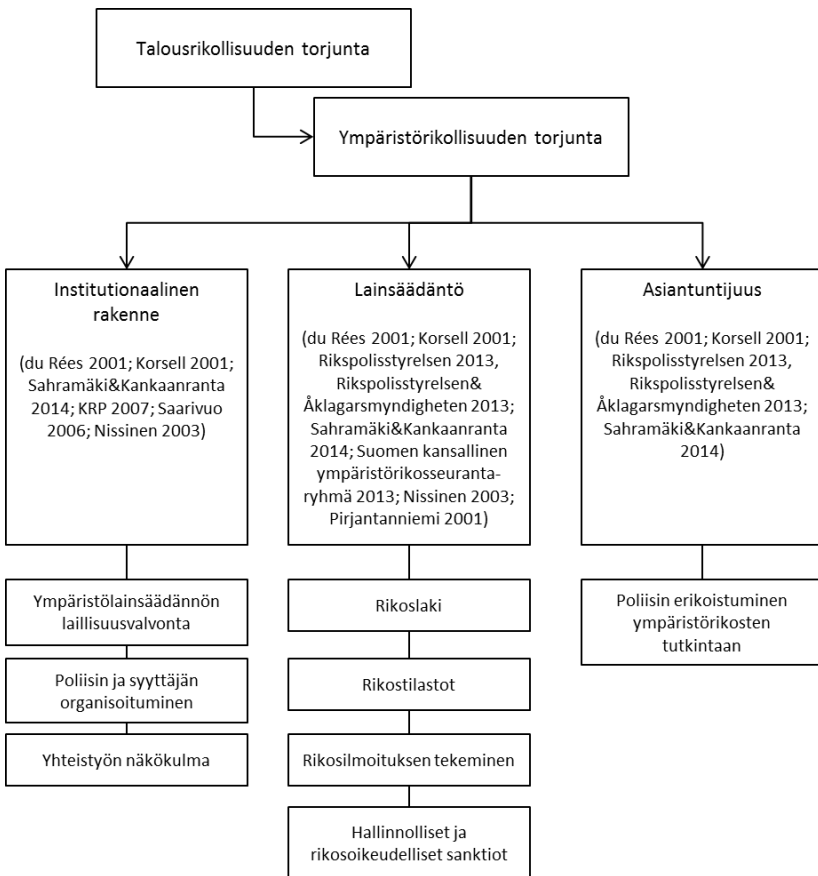 Talousrikollisuuden torjunta
Ympäristörikollisuuden torjunta
Institutionaalinen
rakenne
(du Rées 2001; Korsell 2001;
Sahramäki&Kankaanranta
2014; KRP 2007; Saarivuo
2006; Nissinen 2003)
Ympäristölainsäädännön
laillisuusvalvonta
Poliisin ja syyttäjän
organisoituminen
Yhteistyön näkökulma
Lainsäädäntö
(du Rées 2001; Korsell 2001;
Rikspolisstyrelsen 2013,
Rikspolisstyrelsen&
Åklagarsmyndigheten 2013;
Sahramäki&Kankaanranta
2014; Suomen kansallinen
ympäristörikosseuranta-
ryhmä 2013; Nissinen 2003;
Pirjantanniemi 2001)
Rikoslaki
Rikostilastot
Rikosilmoituksen tekeminen
Hallinnolliset ja
rikosoikeudelliset sanktiot
Asiantuntijuus
(du Rées 2001; Korsell 2001;
Rikspolisstyrelsen 2013,
Rikspolisstyrelsen&
Åklagarsmyndigheten 2013;
Sahramäki&Kankaanranta
2014)
Poliisin erikoistuminen
ympäristörikosten
tutkintaan